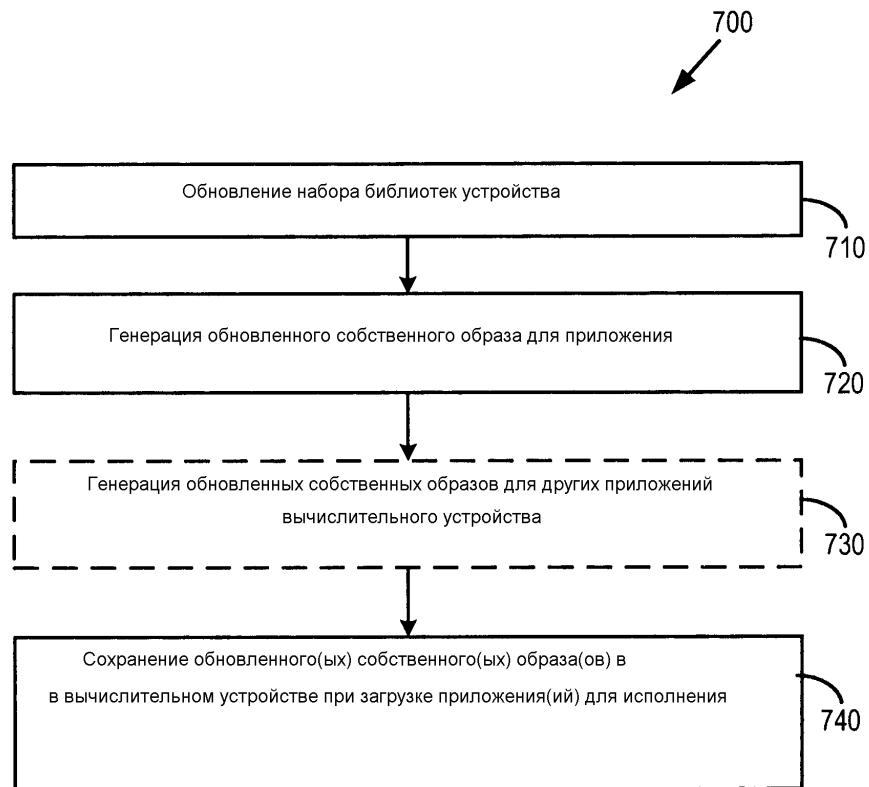 700
Обновление набора библиотек устройства
710
Генерация обновленного собственного образа для приложения
720
Генерация обновленных собственных образов для других приложений
вычислительного устройства
730
Сохранение обновленного(ых) собственного(ых) образа(ов) в
в вычислительном устройстве при загрузке приложения(ий) для исполнения
740